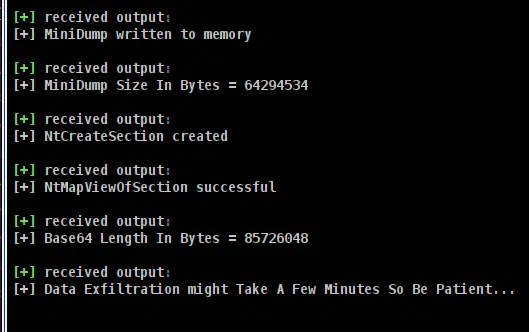 [+] received output:
[+] MiniDump written to memory
[+] received output:
[+] MiniDump Size In Bytes = 64294534
[+] received output:
[+] NtCreateSection created
[+] received output:
[+] NtMapViewOfSection successful
[+] received output:
[+] Base64 Length In Bytes = 85726048
[+] received output:
[+] Data Exfiltration might Take A Few Minutes So Be Patient...